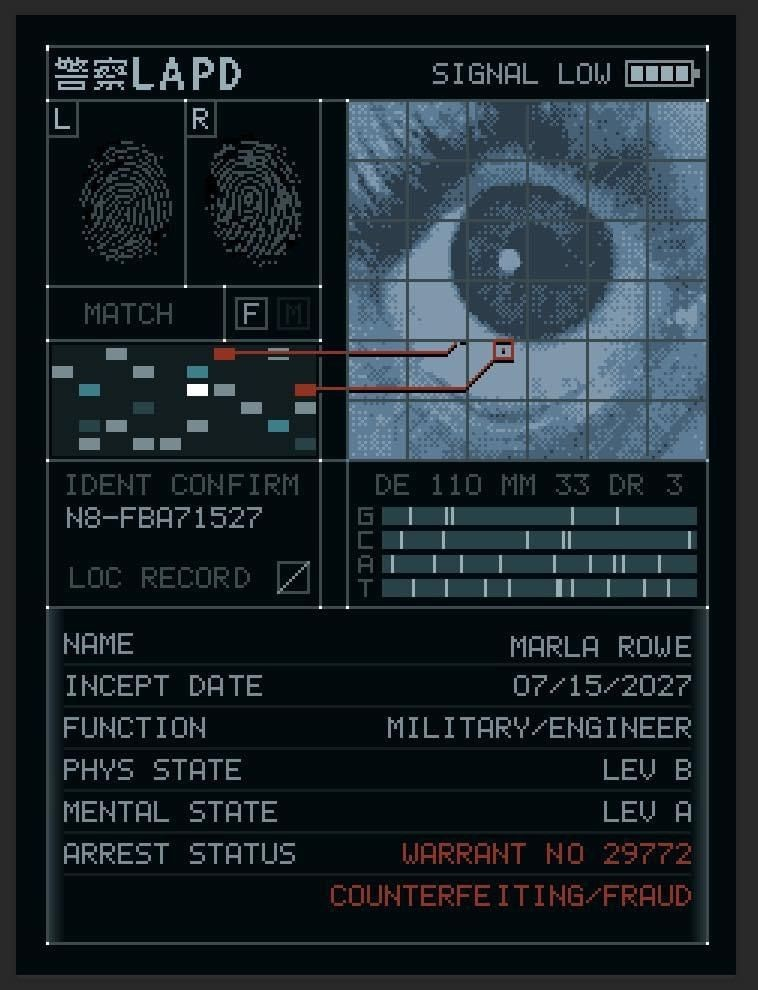 警察LAPD SIGNAL LOW
L R
MATCH F M
IDENT CONFIRM
N8-FBA71527
LOC RECORD
DE 110 MM 33 DR 3
G
C
A
T
NAME MARLA ROWE
INCEPT DATE 07/15/2027
FUNCTION MILITARY/ENGINEER
PHYS STATE LEV B
MENTAL STATE LEV A
ARREST STATUS WARRANT NO 29772
COUNTERFEITING/FRAUD